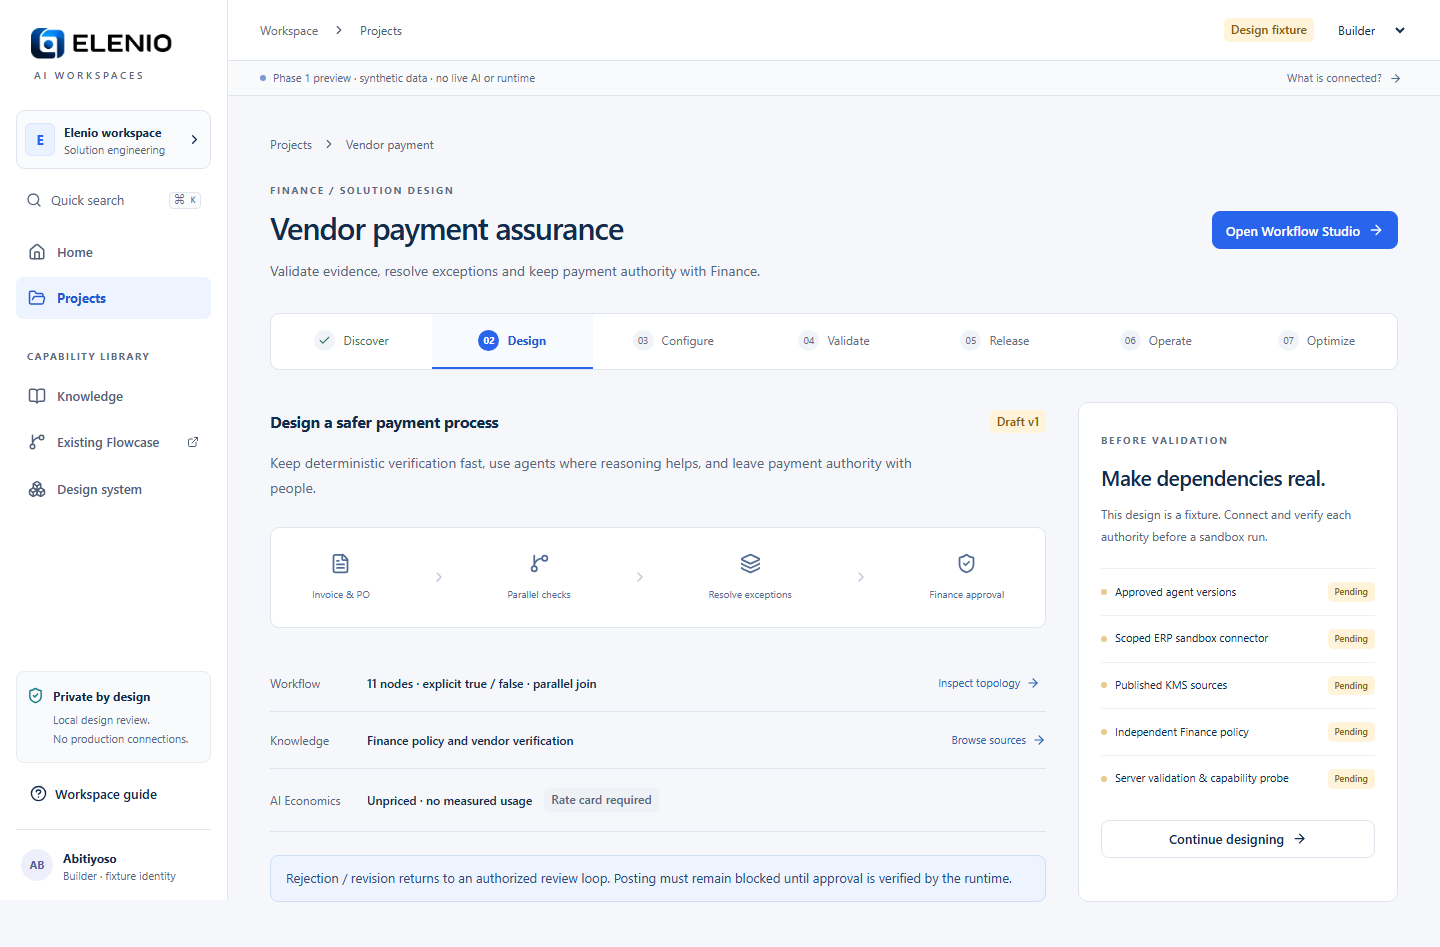 ELENIO
AI WORKSPACES
E
Elenio workspace
Solution engineering
Quick search
⌘ K
Home
Projects
CAPABILITY LIBRARY
Knowledge
Existing Flowcase
Design system
Private by design
Local design review.
No production connections.
Workspace guide
AB
Abitiyoso
Builder · fixture identity
Workspace
Projects
Design fixture
Builder
Phase 1 preview · synthetic data · no live AI or runtime
What is connected?
Projects
Vendor payment
FINANCE / SOLUTION DESIGN
Vendor payment assurance
Validate evidence, resolve exceptions and keep payment authority with Finance.
Open Workflow Studio
Discover
02 Design
03 Configure
04 Validate
05 Release
06 Operate
07 Optimize
Design a safer payment process
Draft v1
Keep deterministic verification fast, use agents where reasoning helps, and leave payment authority with
people.
Invoice & PO
Parallel checks
Resolve exceptions
Finance approval
Workflow
11 nodes · explicit true / false · parallel join
Inspect topology
Knowledge
Finance policy and vendor verification
Browse sources
AI Economics
Unpriced · no measured usage
Rate card required
Rejection / revision returns to an authorized review loop. Posting must remain blocked until approval is verified by the runtime.
BEFORE VALIDATION
Make dependencies real.
This design is a fixture. Connect and verify each
authority before a sandbox run.
Approved agent versions
Pending
Scoped ERP sandbox connector
Pending
Published KMS sources
Pending
Independent Finance policy
Pending
Server validation & capability probe
Pending
Continue designing